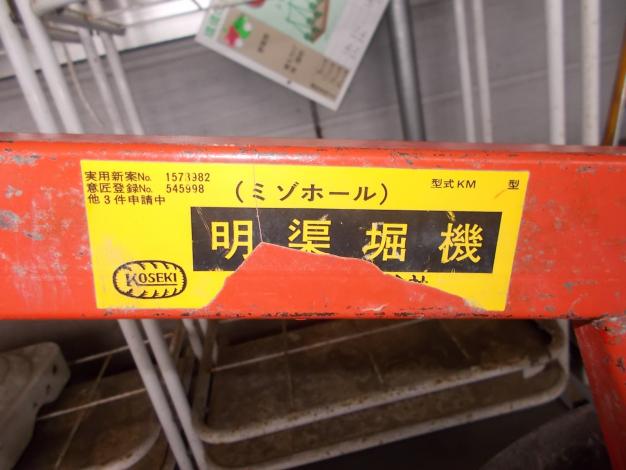 実用新案No. 1573982
意匠登録No. 545998
他3件申請中
(ミゾホール)
型式KM 型
明渠堀機
KOSEKI